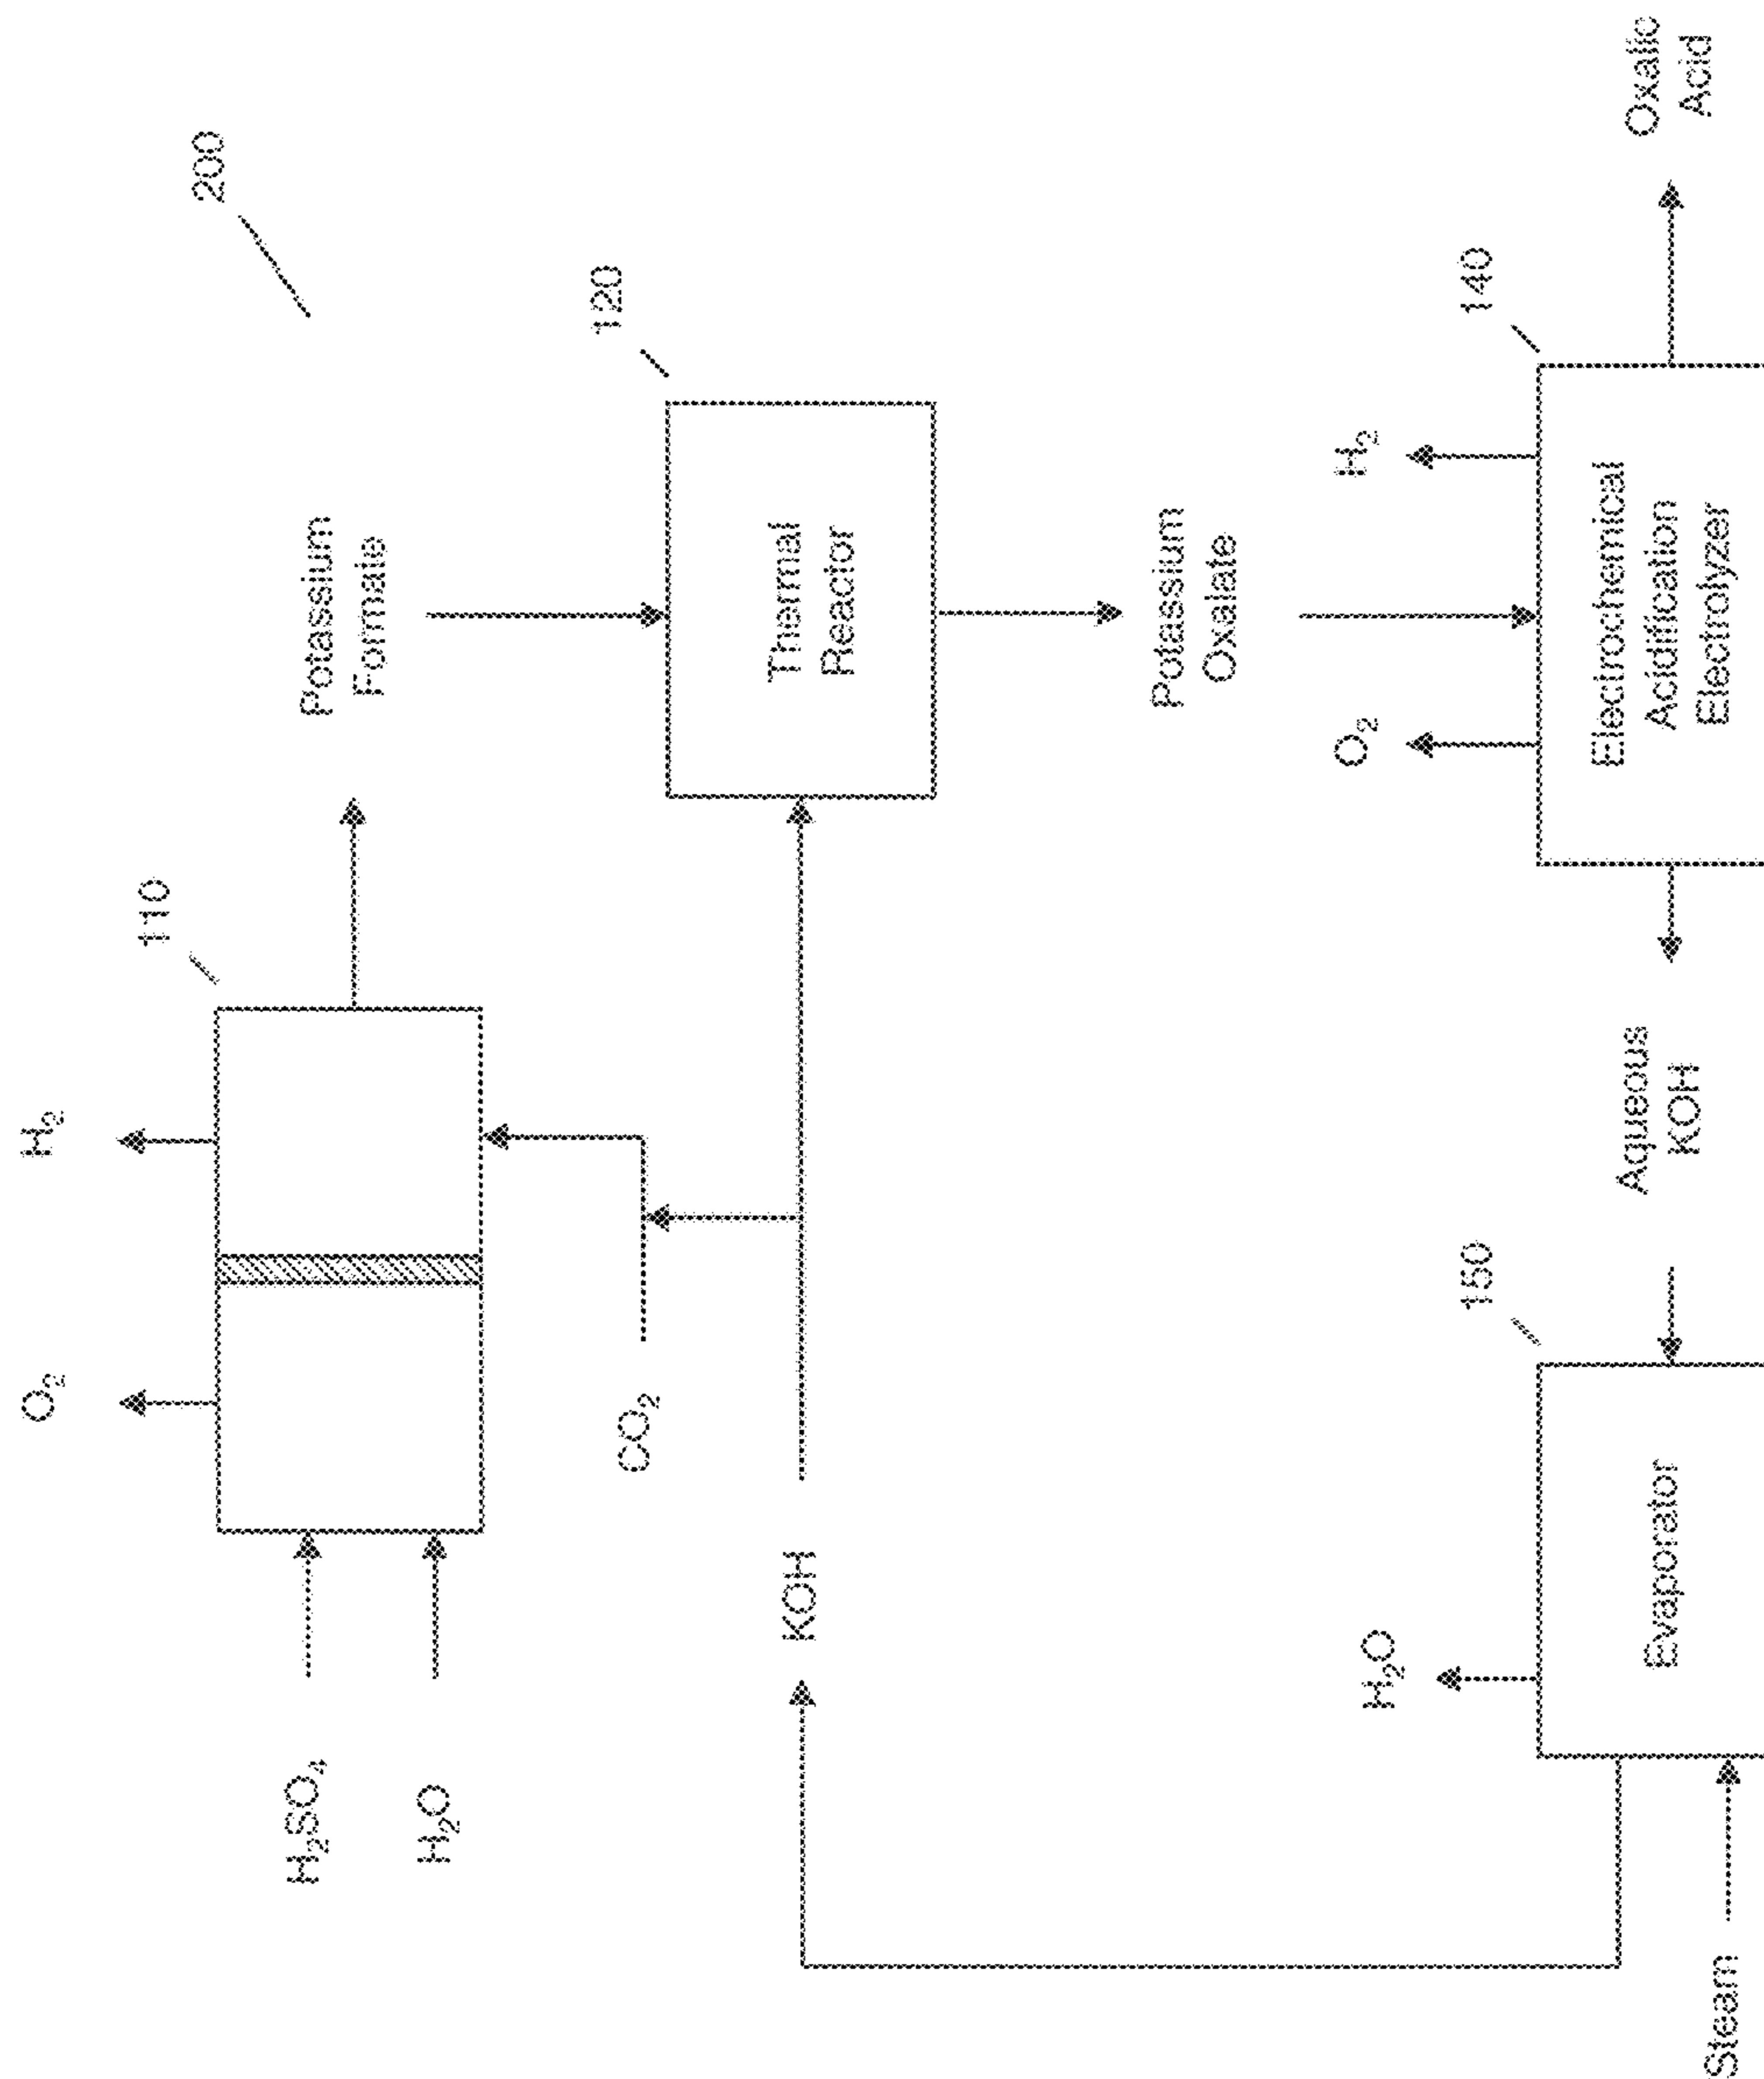 200
O₂
H₂
110
H₂SO₄
H₂O
Potassium
Formate
CO₂
120
KOH
Thermal
Reactor
Potassium
Oxalate
H₂O
150
O₂
H₂
140
Evaporator
Aqueous
KOH
Electrochemical
Acidification
Electrolyzer
Oxalic
Acid
Steam